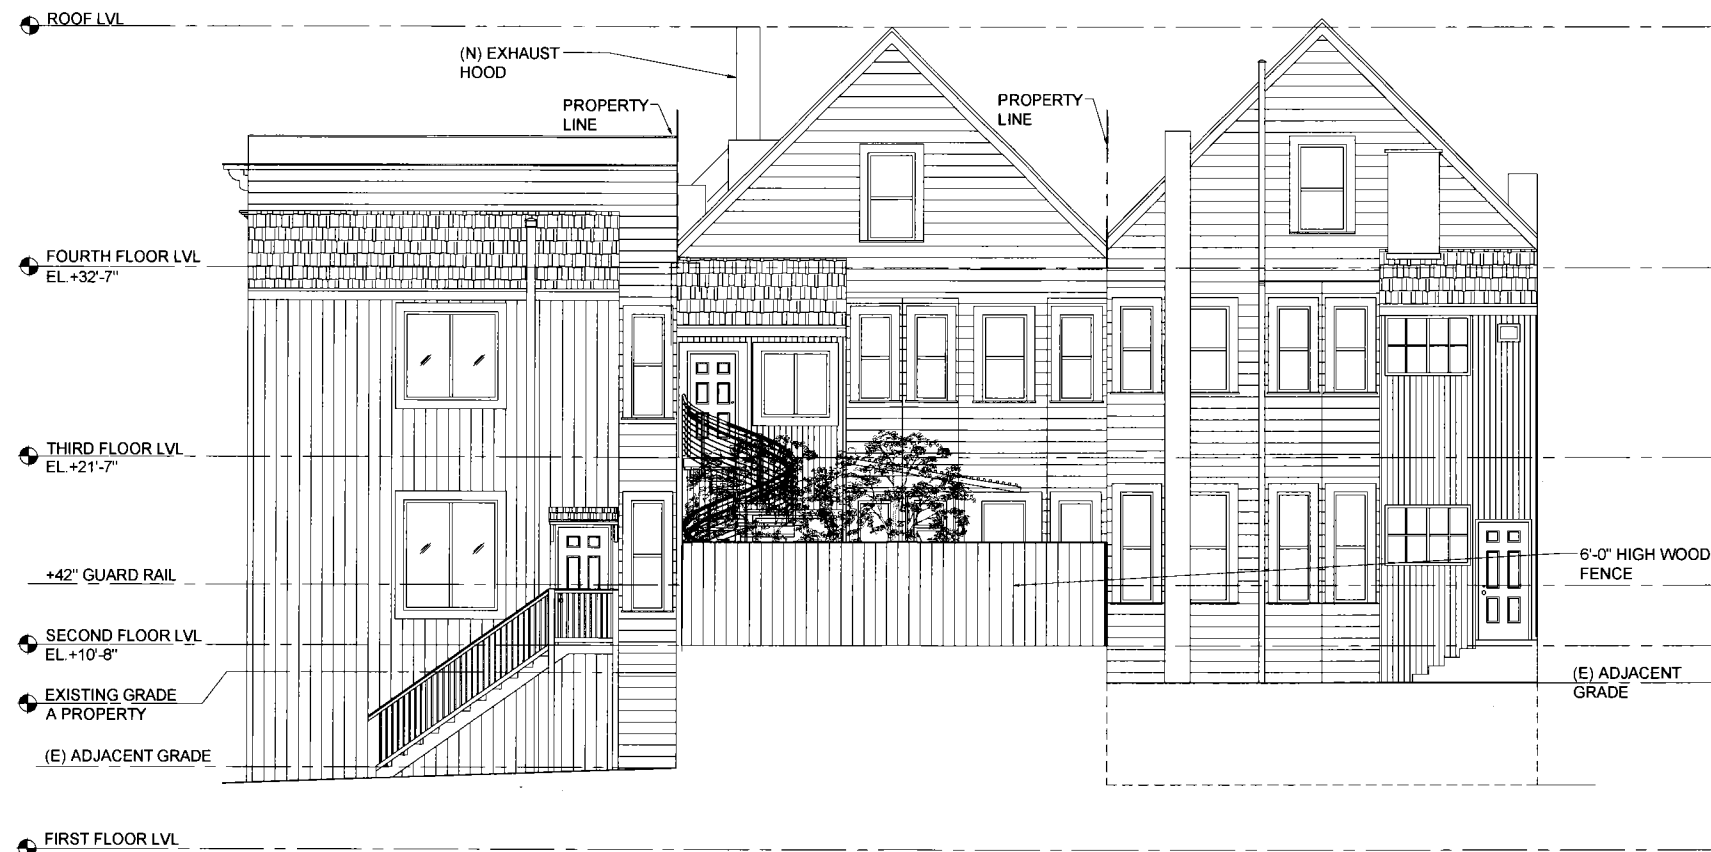 ROOF LVL
(N) EXHAUST
HOOD
PROPERTY
LINE
PROPERTY
LINE
FOURTH FLOOR LVL
EL.+32'-7"
THIRD FLOOR LVL
EL.+21'-7"
+42" GUARD RAIL
6'-0" HIGH WOOD
FENCE
SECOND FLOOR LVL
EL.+10'-8"
EXISTING GRADE
A PROPERTY
(E) ADJACENT
GRADE
(E) ADJACENT GRADE
FIRST FLOOR LVL